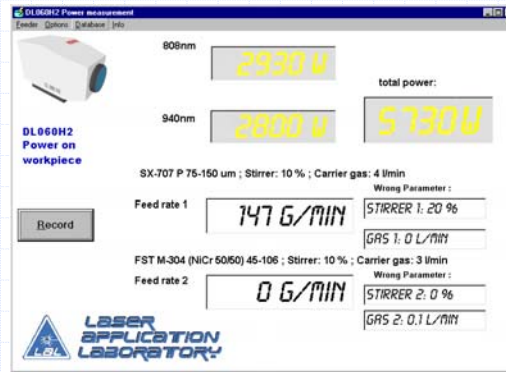 DL060H2 Power measurement
Feeder Options Database Info
808nm
2930 W
total power:
940nm
2800 W
5730 W
DL060H2
Power on
workpiece
SX-707 P 75-150 um ; Stirrer: 10 % ; Carrier gas: 4 l/min
Wrong Parameter :
Feed rate 1
147 G/MIN
STIRRER 1: 20 %
GAS 1: 0 L/MIN
Record
FST M-304 (NiCr 50/50) 45-106 ; Stirrer: 10 % ; Carrier gas: 3 l/min
Wrong Parameter :
Feed rate 2
0 G/MIN
STIRRER 2: 0 %
GAS 2: 0.1 L/MIN
LASER
APPLICATION
LABORATORY
LAL